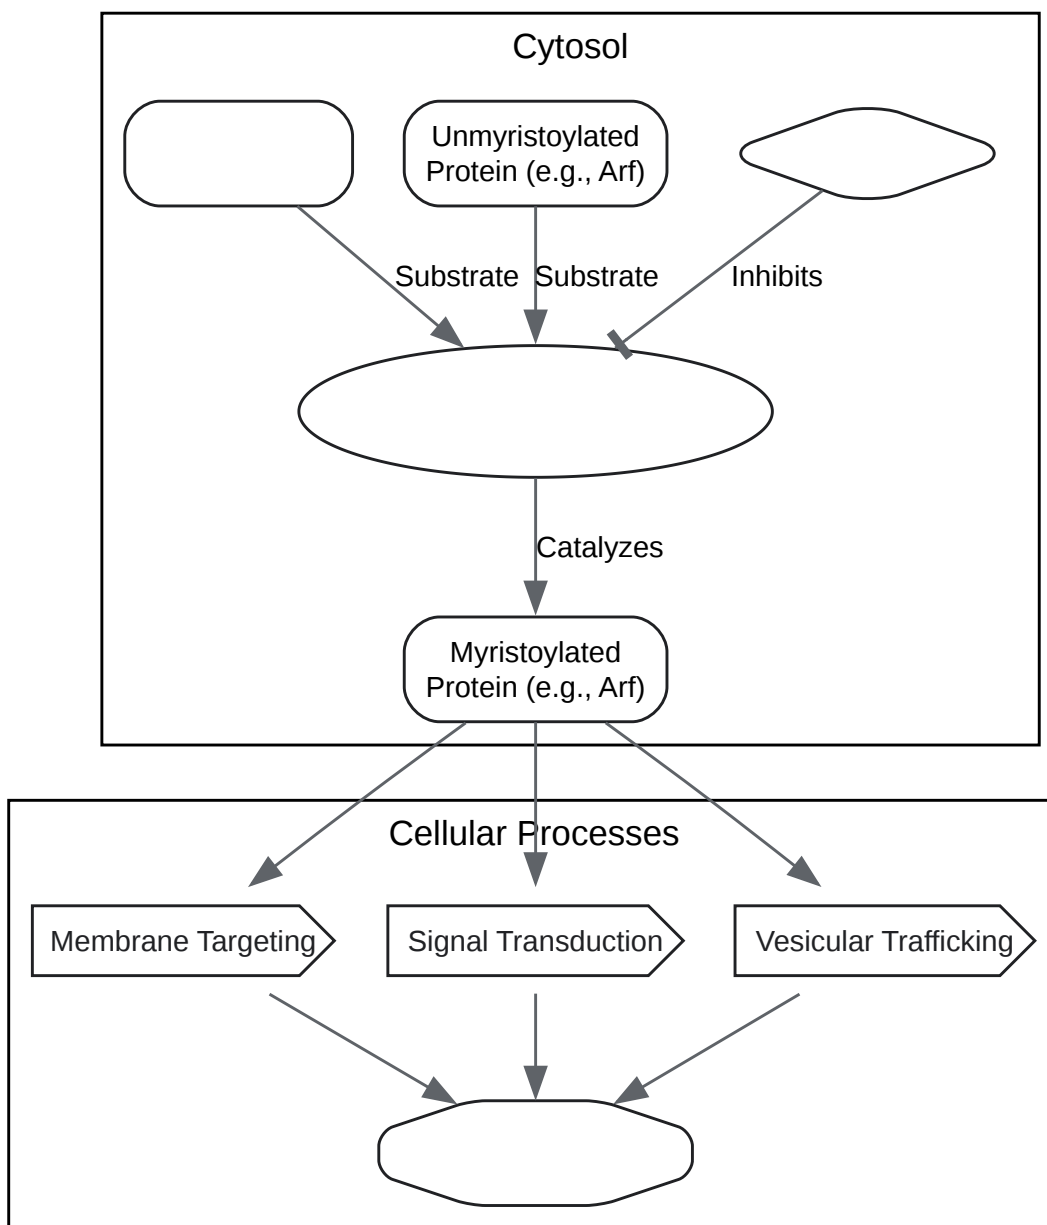 Cytosol
Unmyristoylated
Protein (e.g., Arf)
Substrate
Substrate
Inhibits
Catalyzes
Myristoylated
Protein (e.g., Arf)
Cellular Processes
Membrane Targeting
Signal Transduction
Vesicular Trafficking